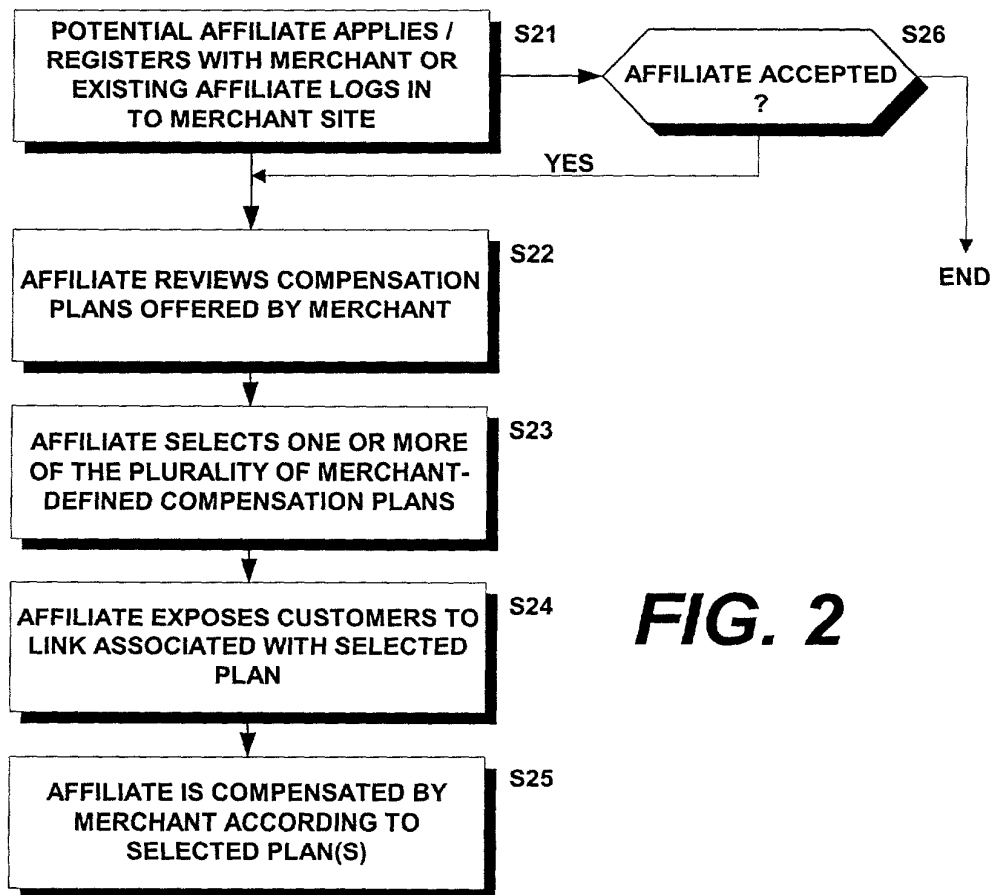 POTENTIAL AFFILIATE APPLIES /
REGISTERS WITH MERCHANT OR
EXISTING AFFILIATE LOGS IN
TO MERCHANT SITE
S21
S26
AFFILIATE ACCEPTED
?
YES
END
S22
AFFILIATE REVIEWS COMPENSATION
PLANS OFFERED BY MERCHANT
S23
AFFILIATE SELECTS ONE OR MORE
OF THE PLURALITY OF MERCHANT-
DEFINED COMPENSATION PLANS
S24
AFFILIATE EXPOSES CUSTOMERS TO
LINK ASSOCIATED WITH SELECTED
PLAN
FIG. 2
S25
AFFILIATE IS COMPENSATED BY
MERCHANT ACCORDING TO
SELECTED PLAN(S)